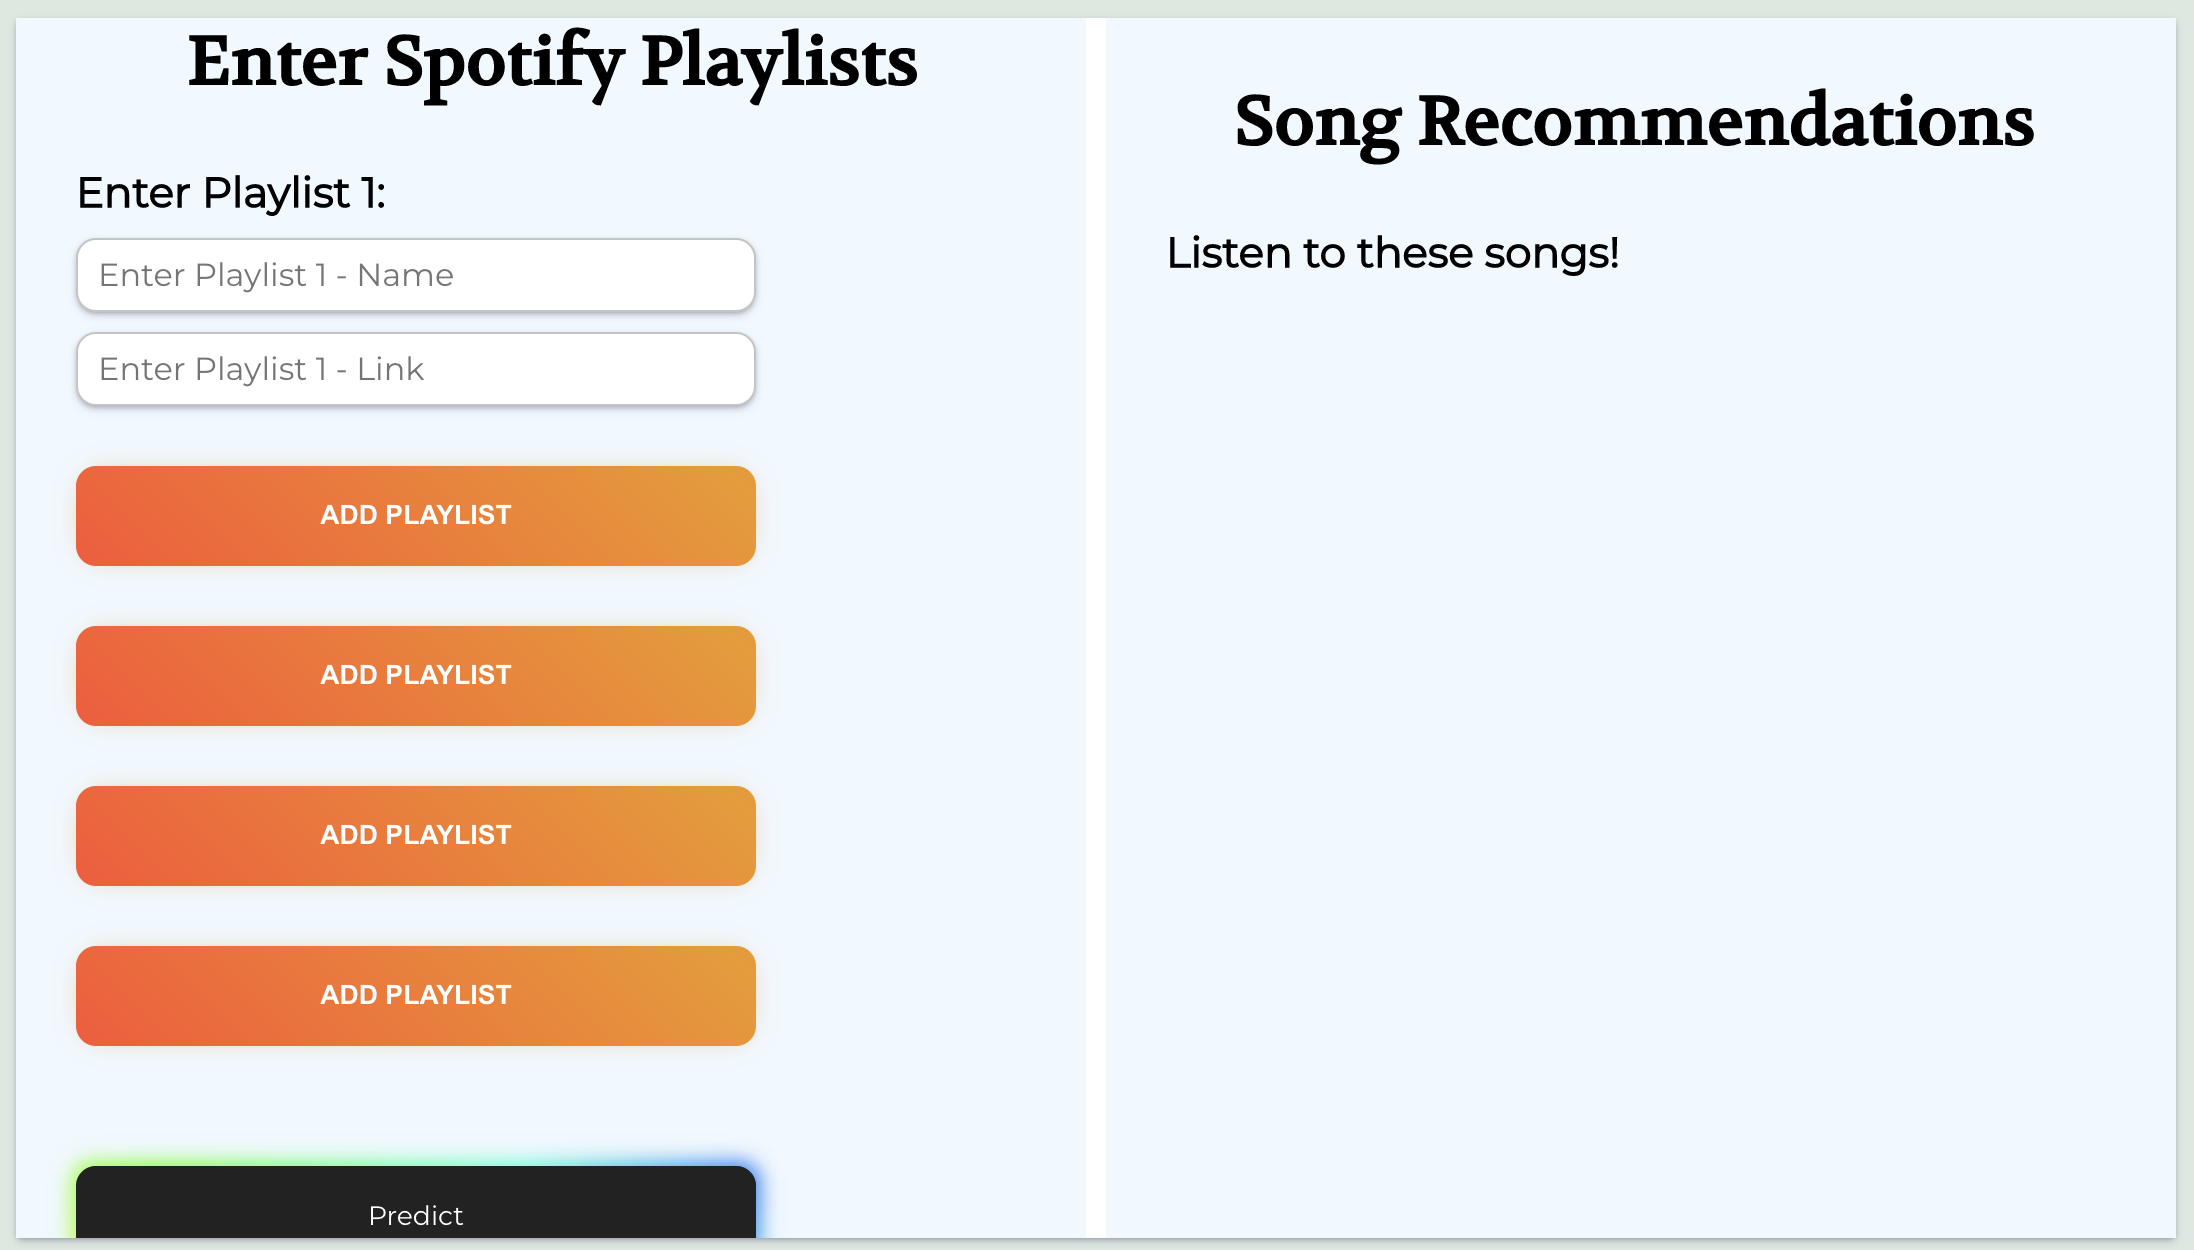 Enter Spotify Playlists
Enter Playlist 1:
Enter Playlist 1 - Name
Enter Playlist 1 - Link
ADD PLAYLIST
ADD PLAYLIST
ADD PLAYLIST
ADD PLAYLIST
Predict
Song Recommendations
Listen to these songs!